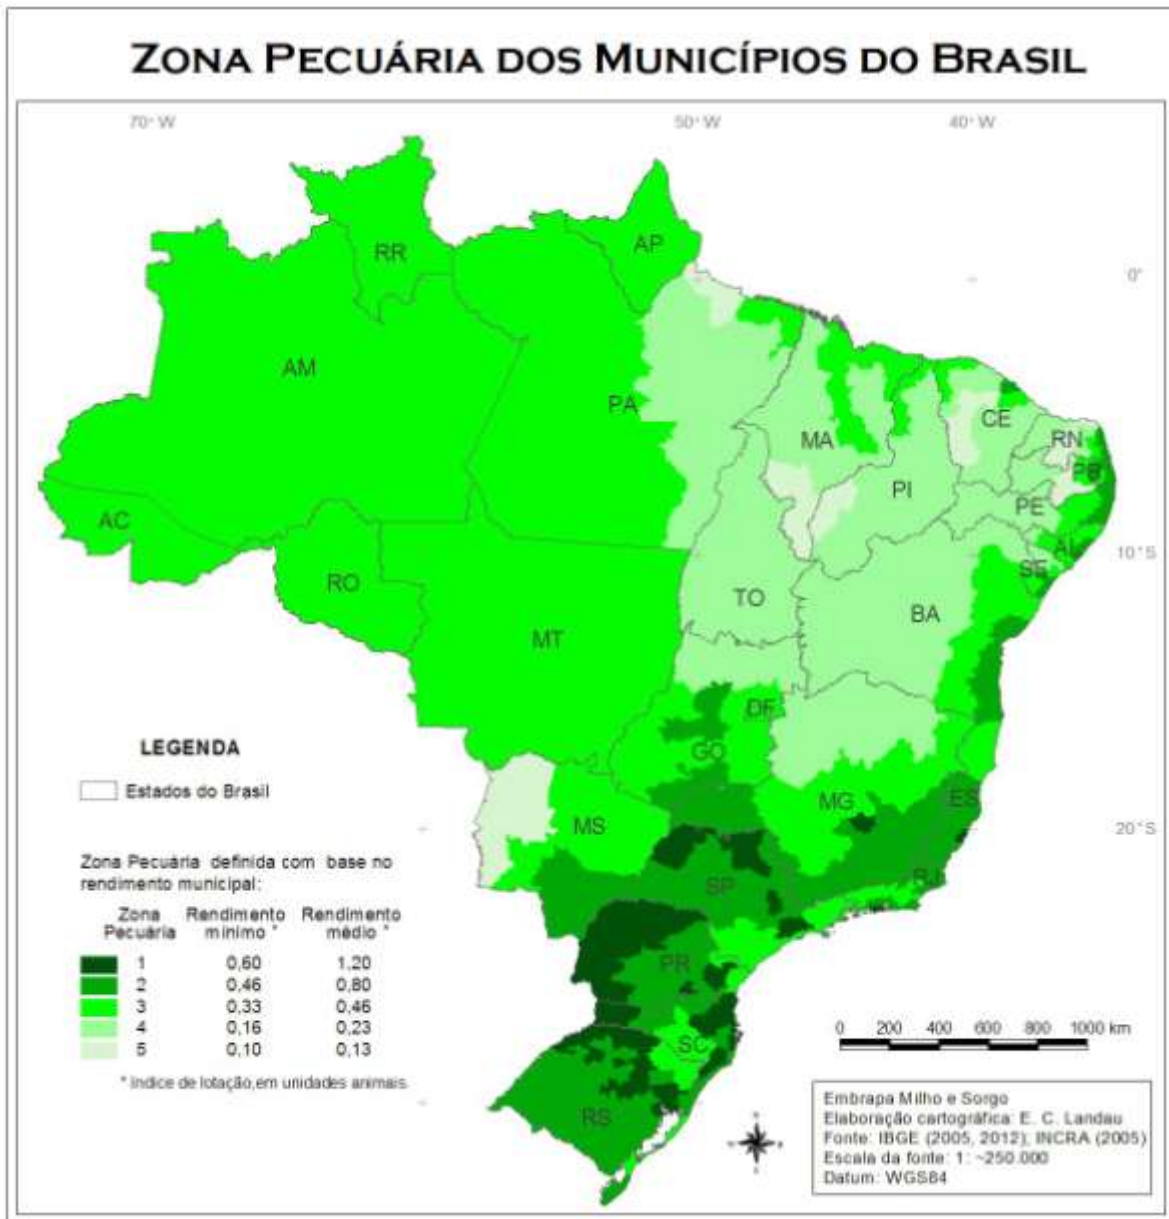 ZONA PECUÁRIA DOS MUNICÍPIOS DO BRASIL
70° W
50° W
40° W
RR
AP
0°
AM
PA
MA
CE
RN
PB
PI
PE
AC
AL
10°S
SE
RO
TO
BA
MT
DF
GO
MG
ES
MS
20°S
SP
RJ
PR
SC
RS
LEGENDA
Estados do Brasil
Zona Pecuária definida com base no
rendimento municipal:
Zona Rendimento Rendimento
Pecuária mínimo * médio *
1 0,60 1,20
2 0,46 0,80
3 0,33 0,46
4 0,16 0,23
5 0,10 0,13
* Indice de lotação,em unidades animais.
0 200 400 600 800 1000 km
Embrapa Milho e Sorgo
Elaboração cartográfica: E. C. Landau
Fonte: IBGE (2005, 2012); INCRA (2005)
Escala da fonte: 1: ~250.000
Datum: WGS84